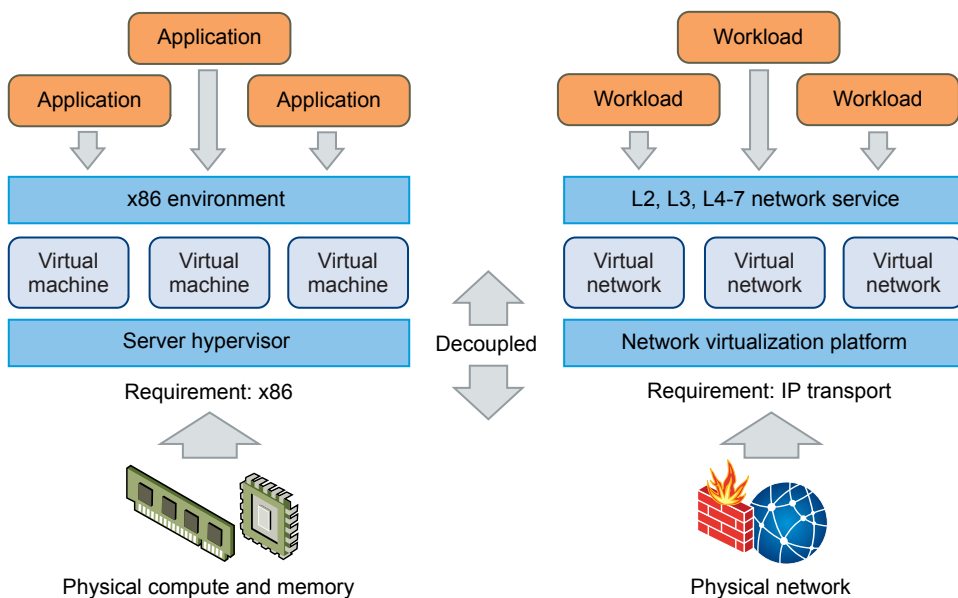 Application
Application
Application
x86 environment
Virtual
machine
Virtual
machine
Virtual
machine
Server hypervisor
Requirement: x86
Physical compute and memory
Decoupled
Workload
Workload
Workload
L2, L3, L4-7 network service
Virtual
network
Virtual
network
Virtual
network
Network virtualization platform
Requirement: IP transport
Physical network